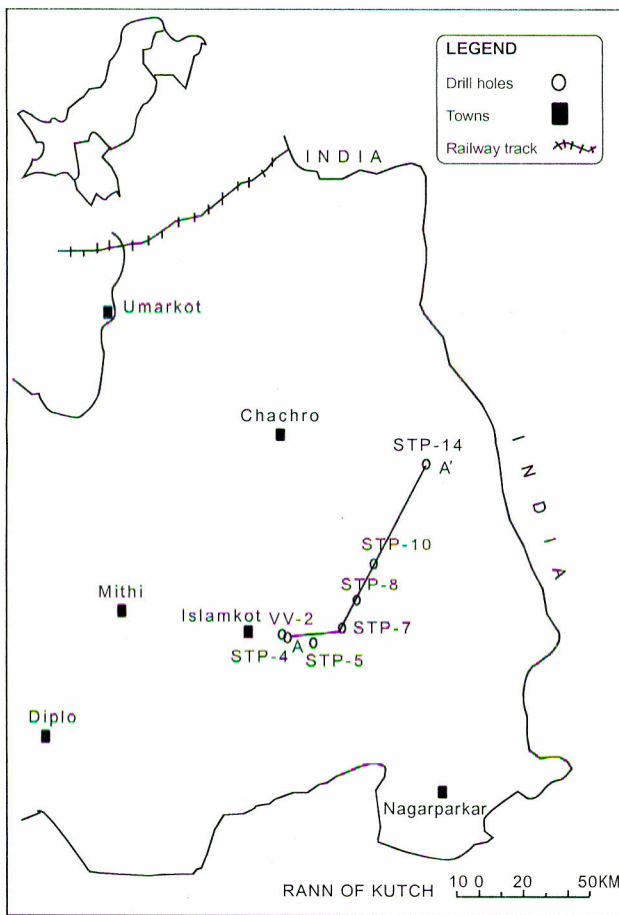 LEGEND
Drill holes
Towns
Railway track
INDIA
Umarkot
Chachro
STP-14
A'
INDIA
STP-10
STP-8
Mithi
Islamkot
VV-2
STP-7
STP-4
A
STP-5
Diplo
Nagarparkar
RANN OF KUTCH
10 0 20 50KM